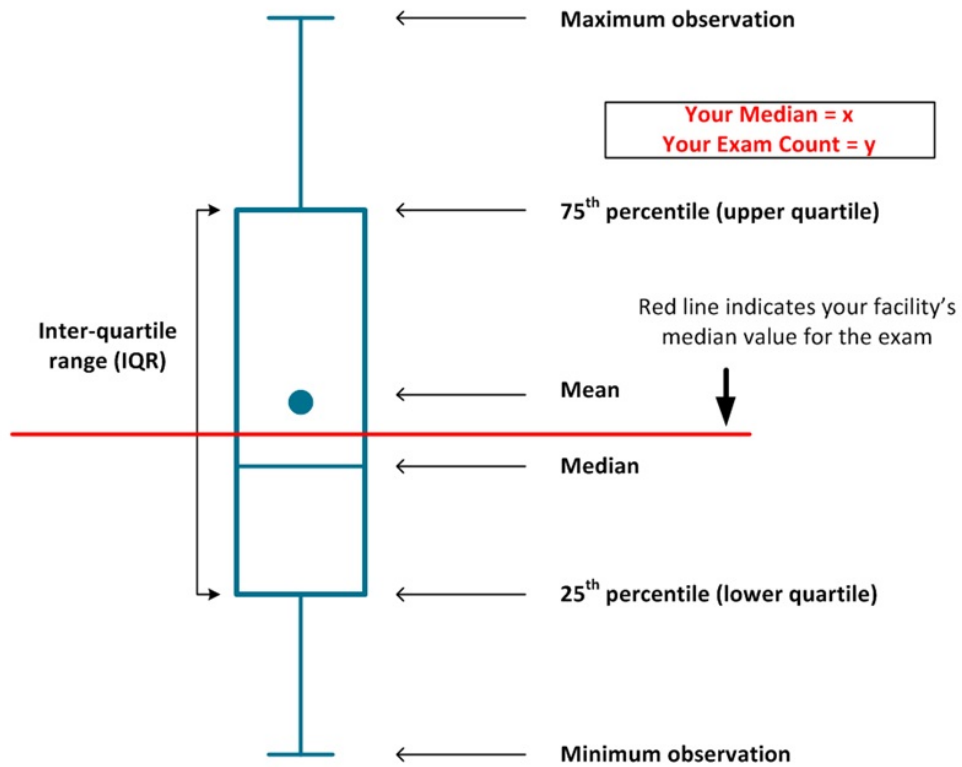 Maximum observation
Your Median = x
Your Exam Count = y
75th percentile (upper quartile)
Red line indicates your facility's
median value for the exam
Inter-quartile
range (IQR)
Mean
Median
25th percentile (lower quartile)
Minimum observation